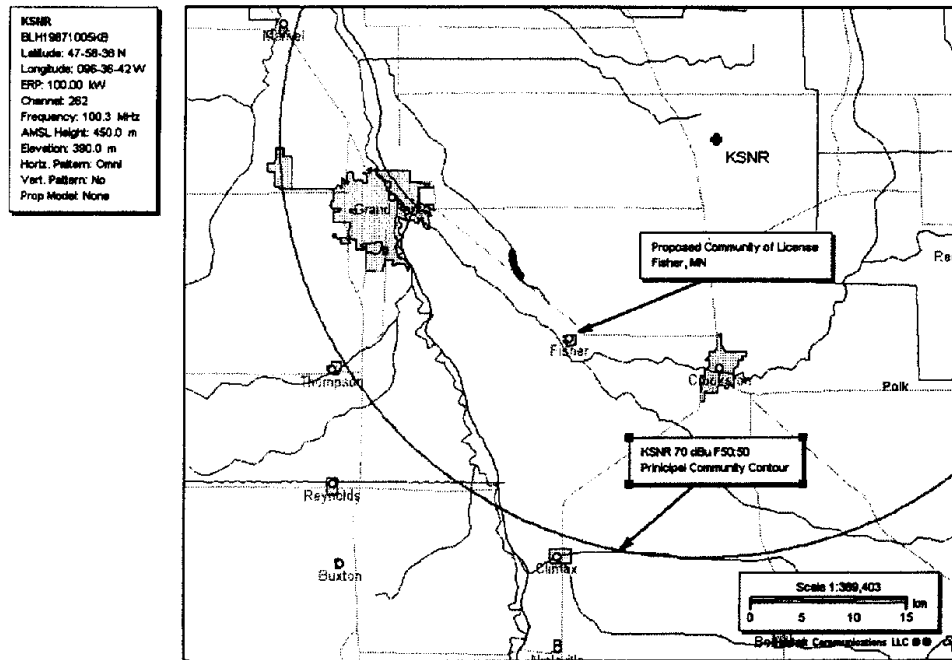 KSNR
BLH19871005KB
Latitude: 47-58-38 N
Longitude: 096-36-42 W
ERP: 100.00 kW
Channel: 262
Frequency: 100.3 MHz
AMSL Height: 450.0 m
Elevation: 390.0 m
Horiz. Pattern: Omni
Vert. Pattern: No
Prop Model: None
KSNR
Grand
Proposed Community of License
Fisher, MN
Fisher
Thompson
Crookston
Polk
KSNR 70 dBu F50:50
Prinicipal Community Contour
Reynolds
Climax
Buxton
Scale 1:389,403
km
0 5 10 15
Communications LLC